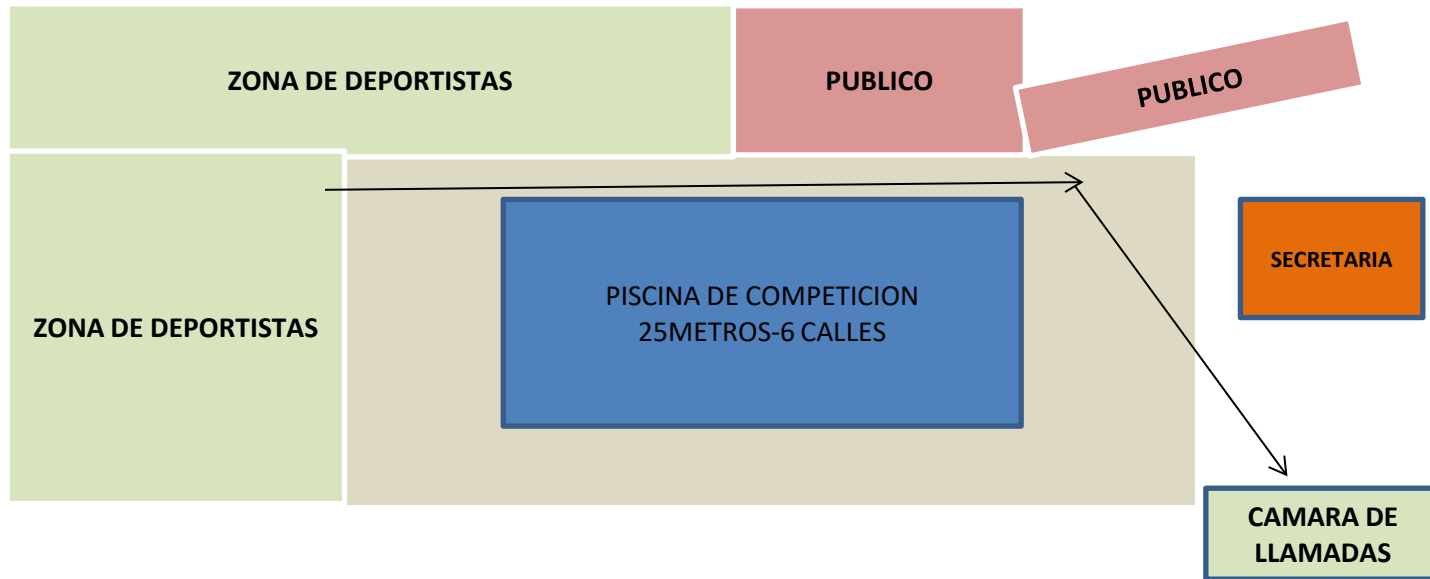 ZONA DE DEPORTISTAS
PUBLICO
PUBLICO
SECRETARIA
ZONA DE DEPORTISTAS
PISCINA DE COMPETICION
25METROS-6 CALLES
CAMARA DE
LLAMADAS